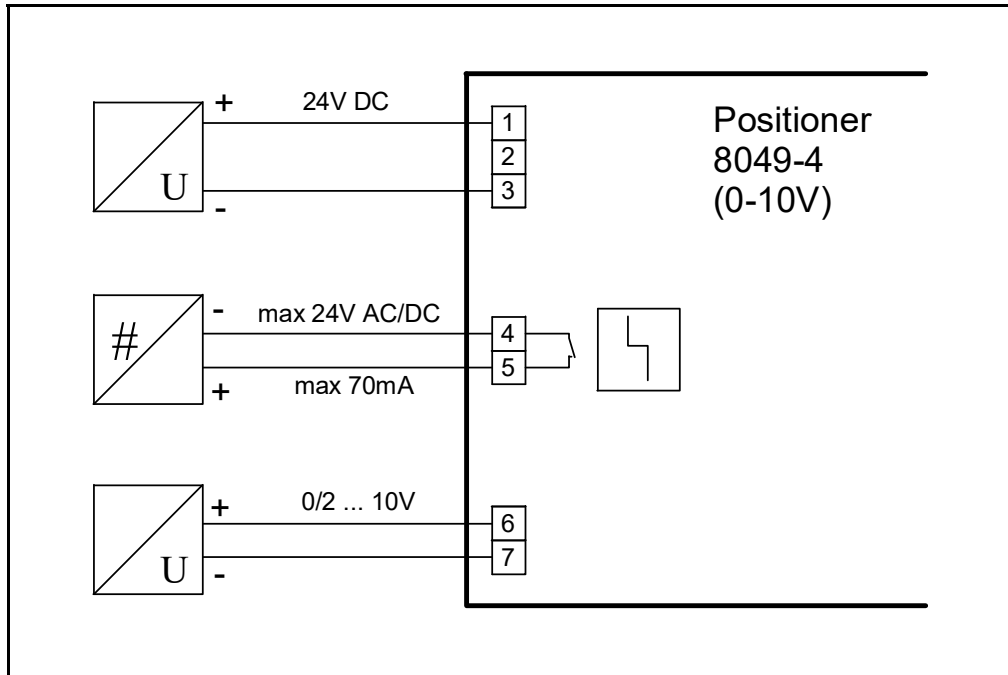 +
24V DC
1
2
3
U
-
Positioner
8049-4
(0-10V)
-
max 24V AC/DC
4
#
5
+
max 70mA
+
0/2 ... 10V
6
7
U
-